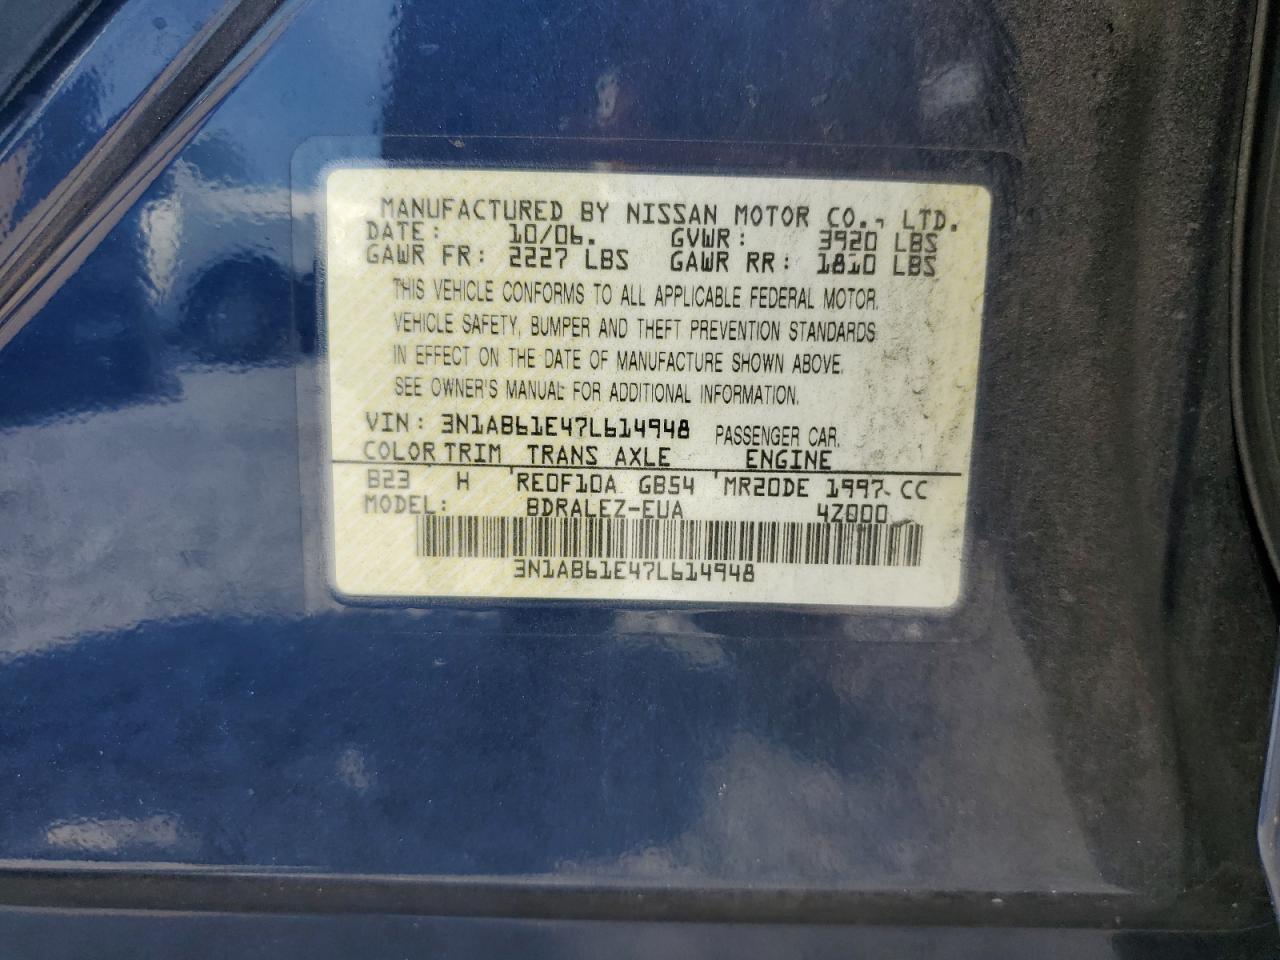 MANUFACTURED BY NISSAN MOTOR CO., LTD.
DATE: 10/06. GVWR: 3920 LBS
GAWR FR: 2227 LBS GAWR RR: 1810 LBS
THIS VEHICLE CONFORMS TO ALL APPLICABLE FEDERAL MOTOR
VEHICLE SAFETY, BUMPER AND THEFT PREVENTION STANDARDS
IN EFFECT ON THE DATE OF MANUFACTURE SHOWN ABOVE.
SEE OWNER'S MANUAL FOR ADDITIONAL INFORMATION.
VIN: 3N1AB61E47L614948 PASSENGER CAR
COLOR TRIM TRANS AXLE ENGINE
B23 H RE0F10A GB54 MR20DE 1997 CC
MODEL: BDRALEZ-EUA 4Z800
3N1AB61E47L614948